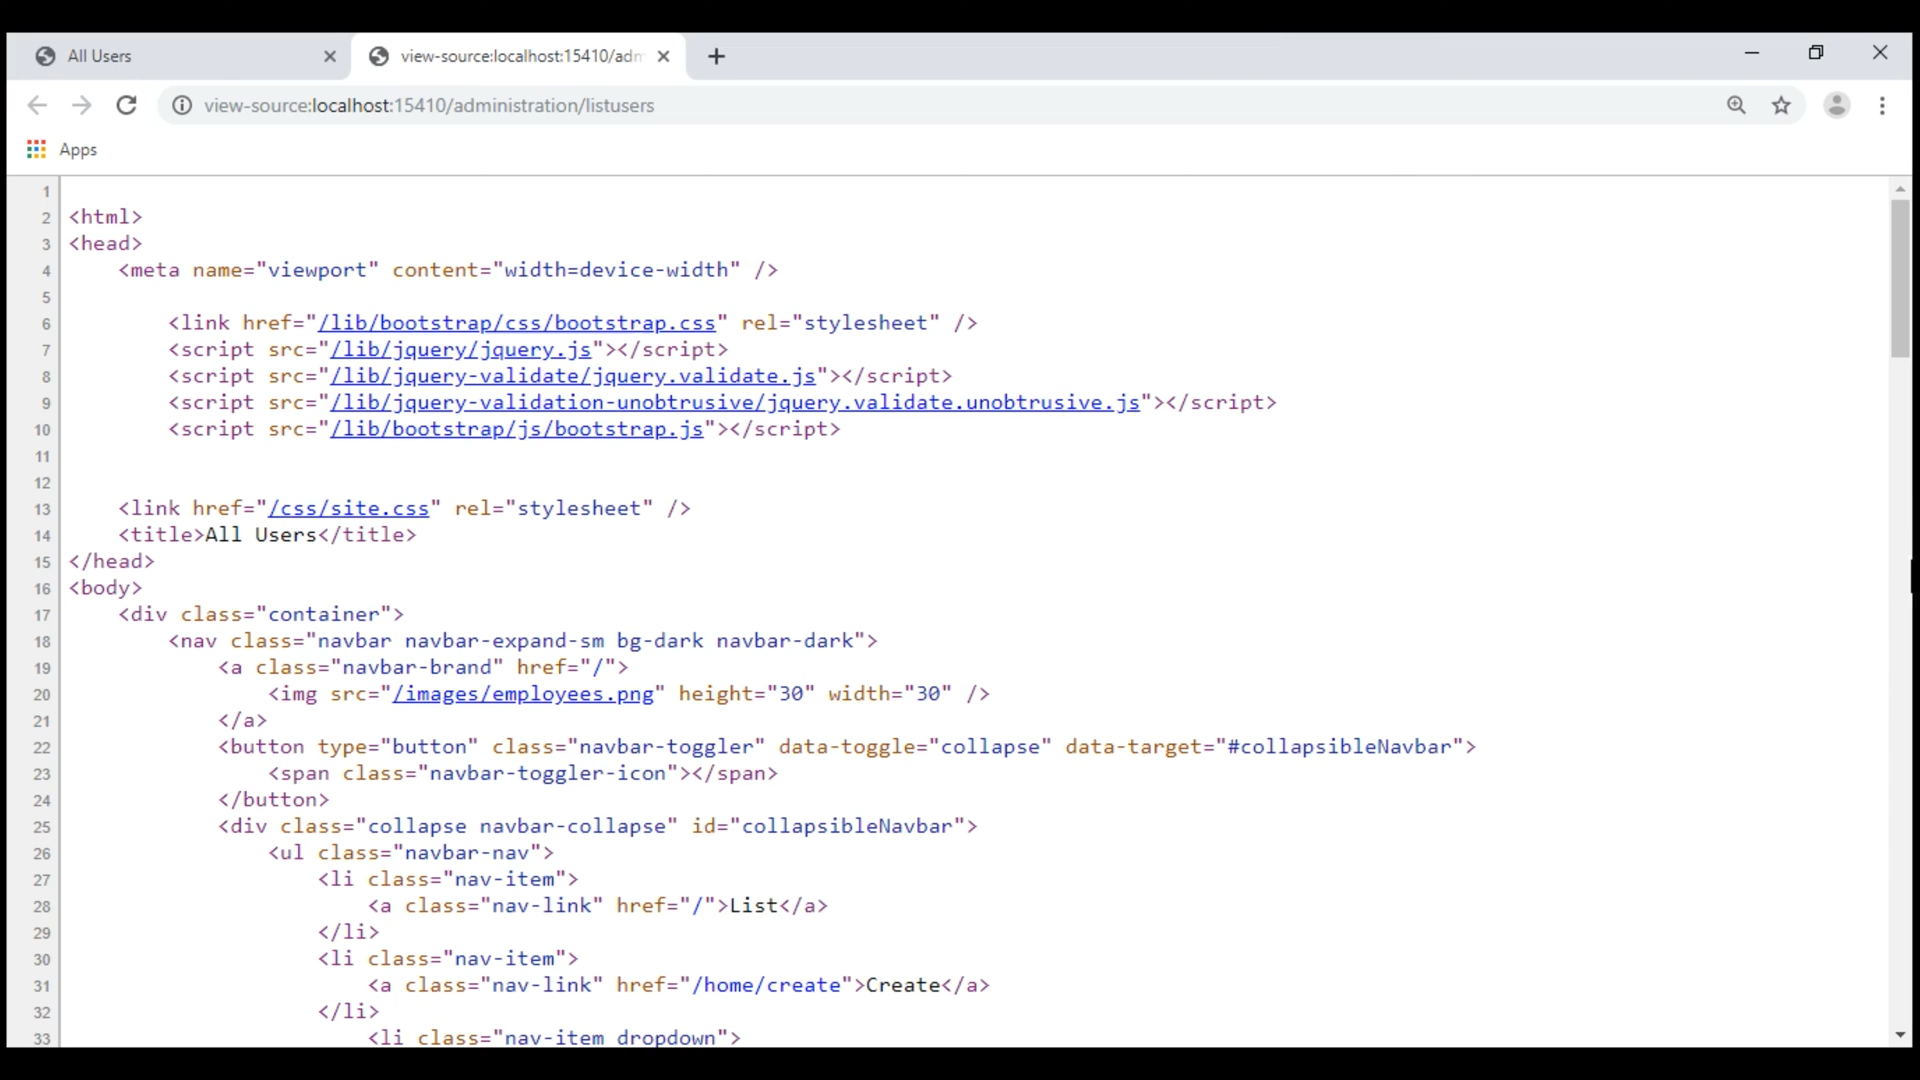 All Users
view-source:localhost:15410/adm
view-source:localhost:15410/administration/listusers
Apps
1
2 <html>
3 <head>
4 <meta name="viewport" content="width=device-width" />
5
6 <link href="/lib/bootstrap/css/bootstrap.css" rel="stylesheet" />
7 <script src="/lib/jquery/jquery.js"></script>
8 <script src="/lib/jquery-validate/jquery.validate.js"></script>
9 <script src="/lib/jquery-validation-unobtrusive/jquery.validate.unobtrusive.js"></script>
10 <script src="/lib/bootstrap/js/bootstrap.js"></script>
11
12
13 <link href="/css/site.css" rel="stylesheet" />
14 <title>All Users</title>
15 </head>
16 <body>
17 <div class="container">
18 <nav class="navbar navbar-expand-sm bg-dark navbar-dark">
19 <a class="navbar-brand" href="/">
20 <img src="/images/employees.png" height="30" width="30" />
21 </a>
22 <button type="button" class="navbar-toggler" data-toggle="collapse" data-target="#collapsibleNavbar">
23 <span class="navbar-toggler-icon"></span>
24 </button>
25 <div class="collapse navbar-collapse" id="collapsibleNavbar">
26 <ul class="navbar-nav">
27 <li class="nav-item">
28 <a class="nav-link" href="/">List</a>
29 </li>
30 <li class="nav-item">
31 <a class="nav-link" href="/home/create">Create</a>
32 </li>
33 <li class="nav-item dropdown">